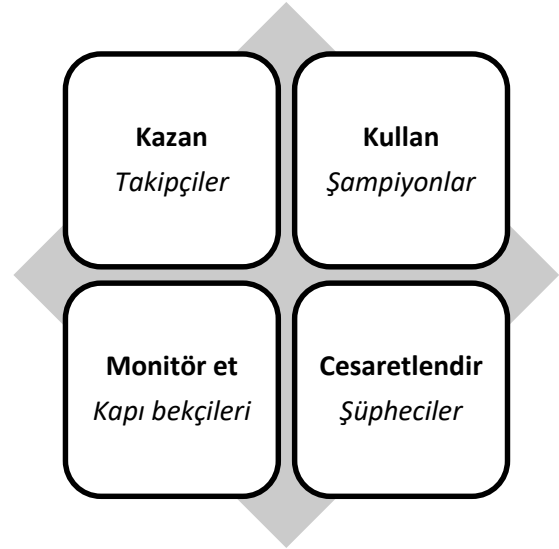 Kazan
Takipçiler
Kullan
Şampiyonlar
Monitör et
Kapı bekçileri
Cesaretlendir
Şüpheciler